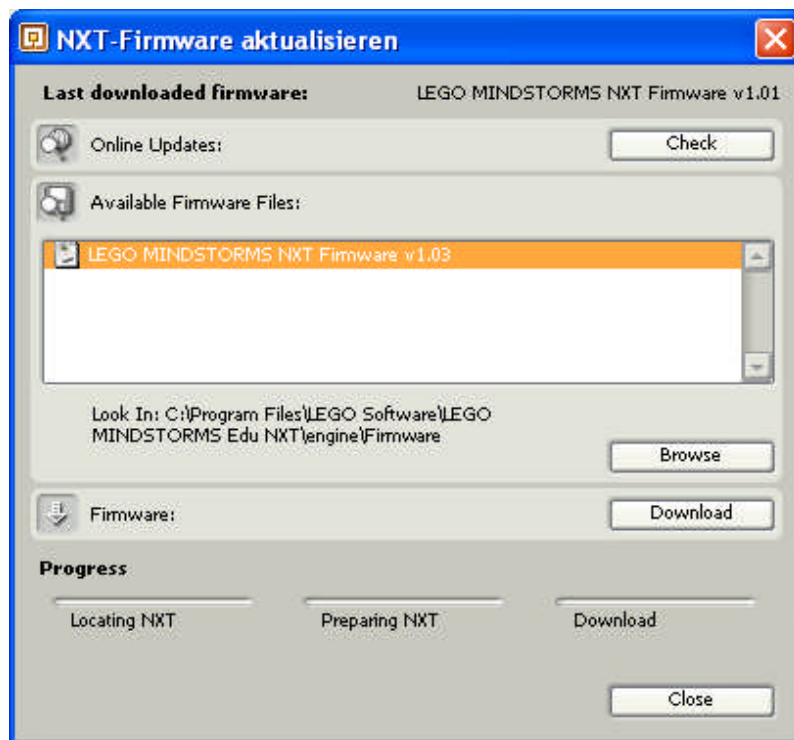 NXT-Firmware aktualisieren
Last downloaded firmware: LEGO MINDSTORMS NXT Firmware v1.01
Online Updates: Check
Available Firmware Files:
LEGO MINDSTORMS NXT Firmware v1.03
Look In: C:\Program Files\LEGO Software\LEGO
MINDSTORMS Edu NXT\engine\Firmware
Browse
Firmware: Download
Progress
Locating NXT Preparing NXT Download
Close